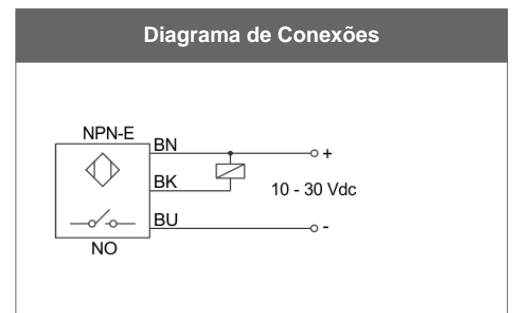 Diagrama de Conexões
NPN-E
BN
+
BK
10 - 30 Vdc
BU
-
NO